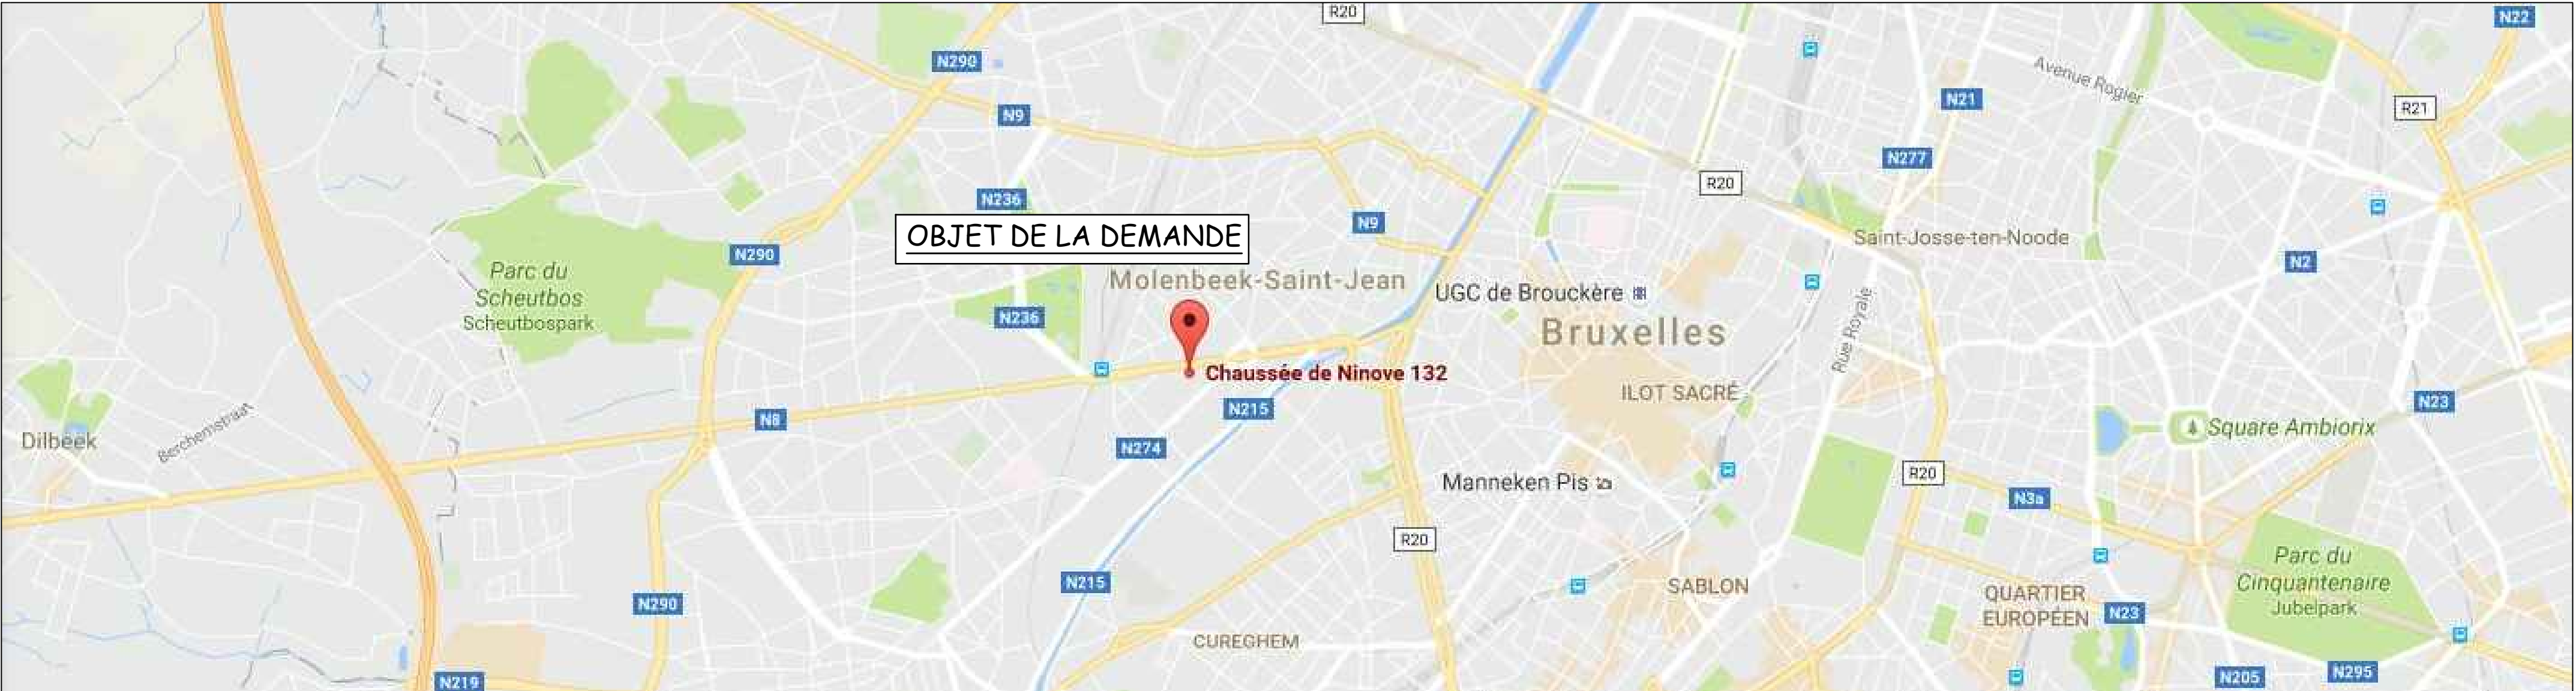 R20
N22
N290
Avenue Rogier
N21
R21
N9
N277
R20
N236
N9
OBJET DE LA DEMANDE
Saint-Josse-ten-Noode
N290
N2
Parc du
Scheutbos
Scheutbospark
Molenbeek-Saint-Jean
UGC de Brouckère
N236
Bruxelles
Rue Royale
Chaussée de Ninove 132
ILOT SACRÉ
N215
N23
N8
Berchemstraat
Dilbeek
Square Ambiorix
N274
R20
Manneken Pis
N3a
R20
Parc du
Cinquantenaire
Jubelpark
N215
SABLON
QUARTIER
EUROPÉEN
N290
N23
CUREGHEM
N219
N205
N295